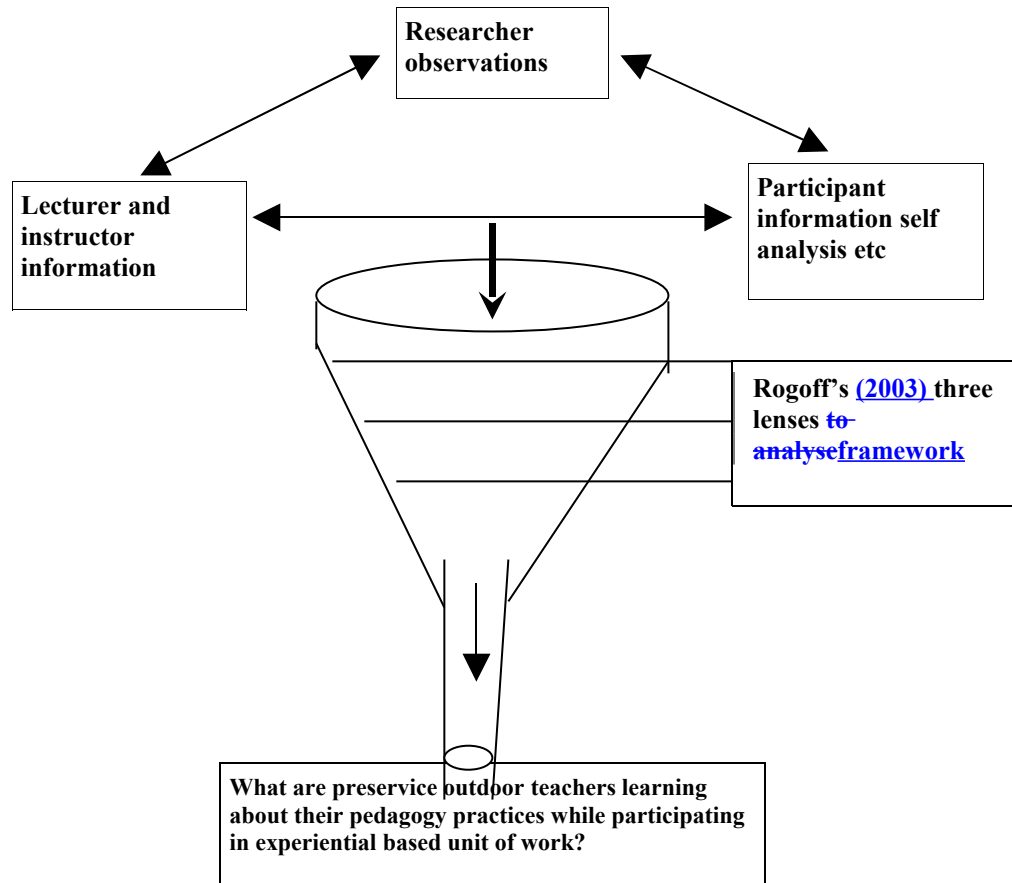 Researcher
observations
Lecturer and
instructor
information
Participant
information self
analysis etc
Rogoff’s (2003) three
lenses to
analyseframework
What are preservice outdoor teachers learning
about their pedagogy practices while participating
in experiential based unit of work?